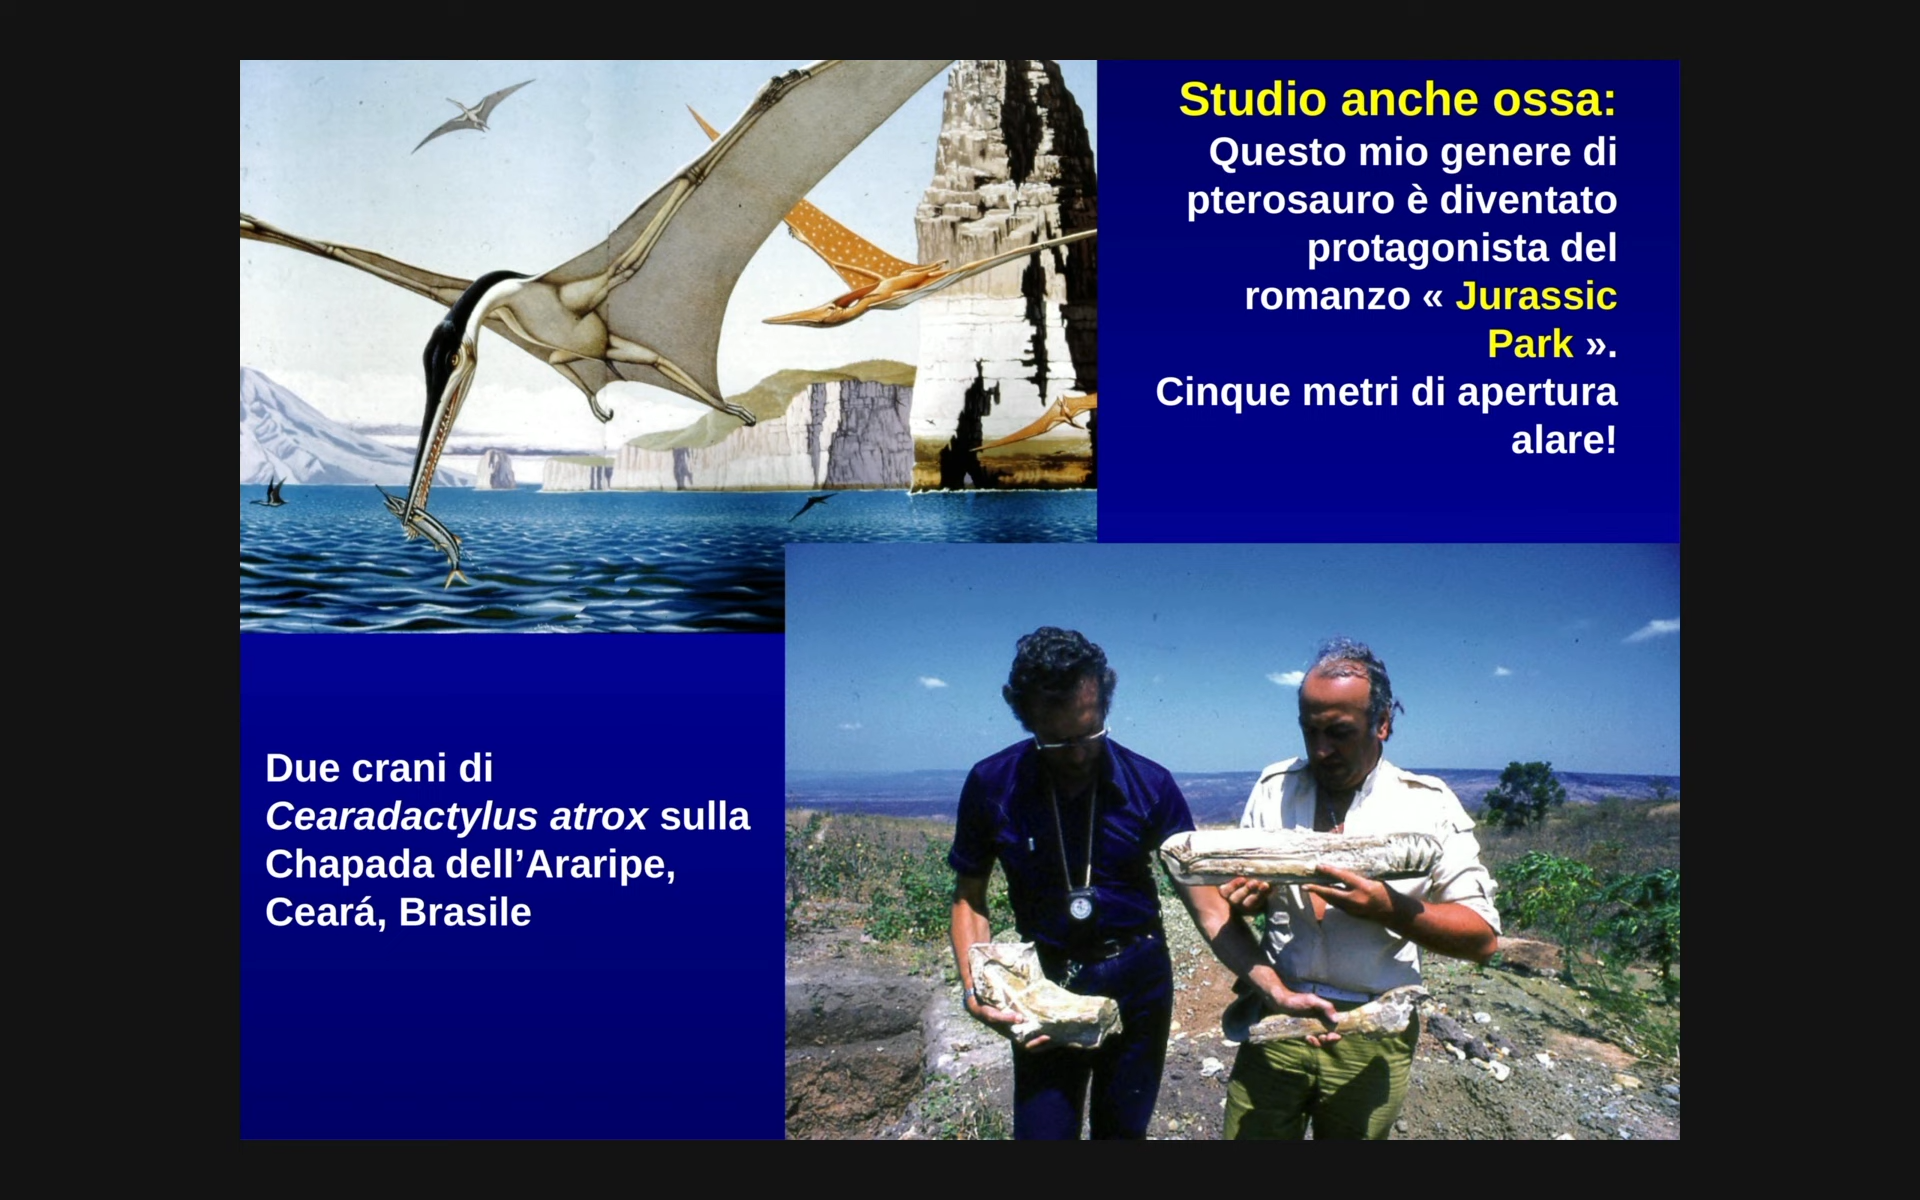 Studio anche ossa:
Questo mio genere di
pterosauro è diventato
protagonista del
romanzo « Jurassic
Park ».
Cinque metri di apertura
alare!
Due crani di
Cearadactylus atrox sulla
Chapada dell’Araripe,
Ceará, Brasile